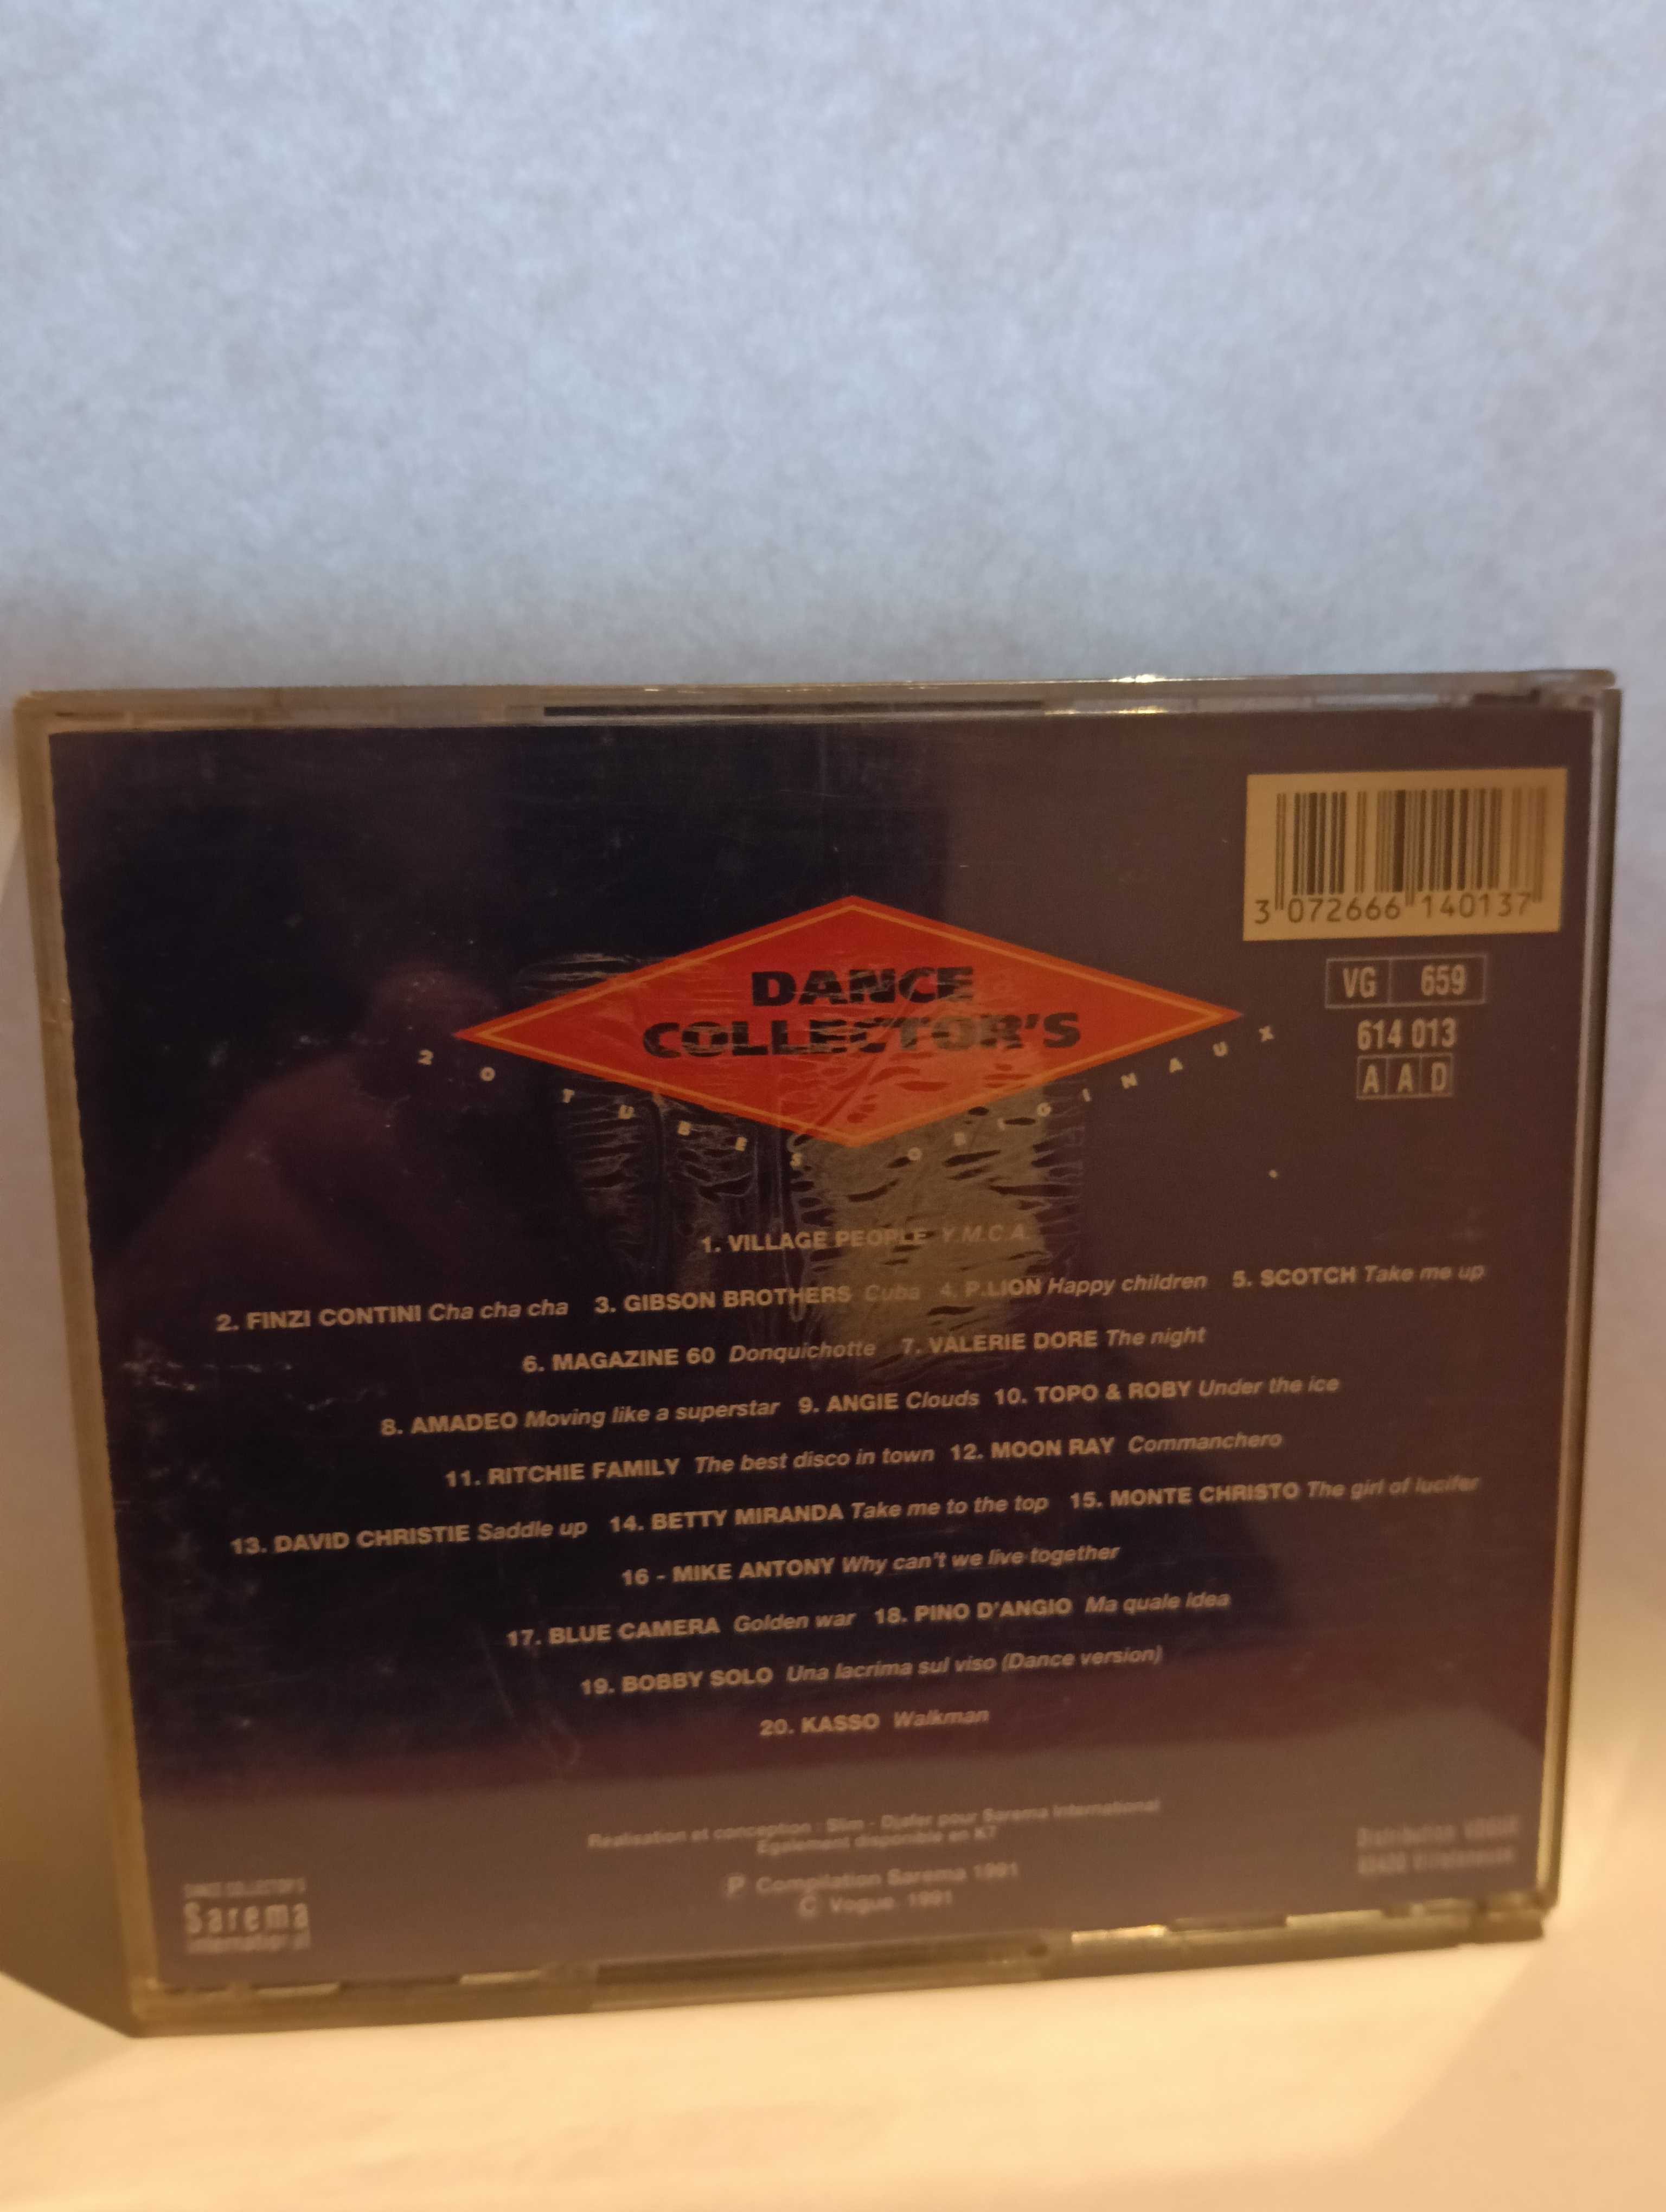 3 072666 140137
VG 659
614 013
A A D
DANCE
COLLECTOR'S
20 TUBES ORIGINAUX
1. VILLAGE PEOPLE Y.M.C.A.
2. FINZI CONTINI Cha cha cha 3. GIBSON BROTHERS Cuba 4. P.LION Happy children 5. SCOTCH Take me up
6. MAGAZINE 60 Donquichotte 7. VALERIE DORE The night
8. AMADEO Moving like a superstar 9. ANGIE Clouds 10. TOPO & ROBY Under the ice
11. RITCHIE FAMILY The best disco in town 12. MOON RAY Commanchero
13. DAVID CHRISTIE Saddle up 14. BETTY MIRANDA Take me to the top 15. MONTE CHRISTO The girl of lucifer
16 - MIKE ANTONY Why can't we live together
17. BLUE CAMERA Golden war 18. PINO D'ANGIO Ma quale idea
19. BOBBY SOLO Una lacrima sul viso (Dance version)
20. KASSO Walkman
Réalisation et conception : Slim - Djafer pour Sarema International
Egalement disponible en K7
P Compilation Sarema 1991
C Vogue. 1991
DANCE COLLECTOR'S
Sarema
International
Distribution VOGUE